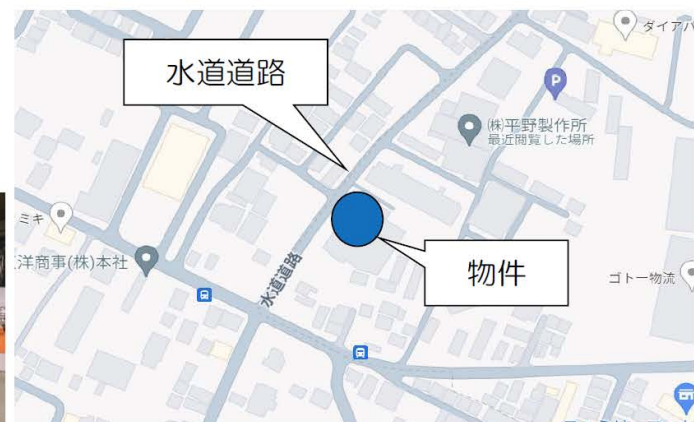 水道道路
ダイアパ
P
(株)平野製作所
最近閲覧した場所
ミキ
洋商事(株)本社
水道道路
物件
ゴトー物流